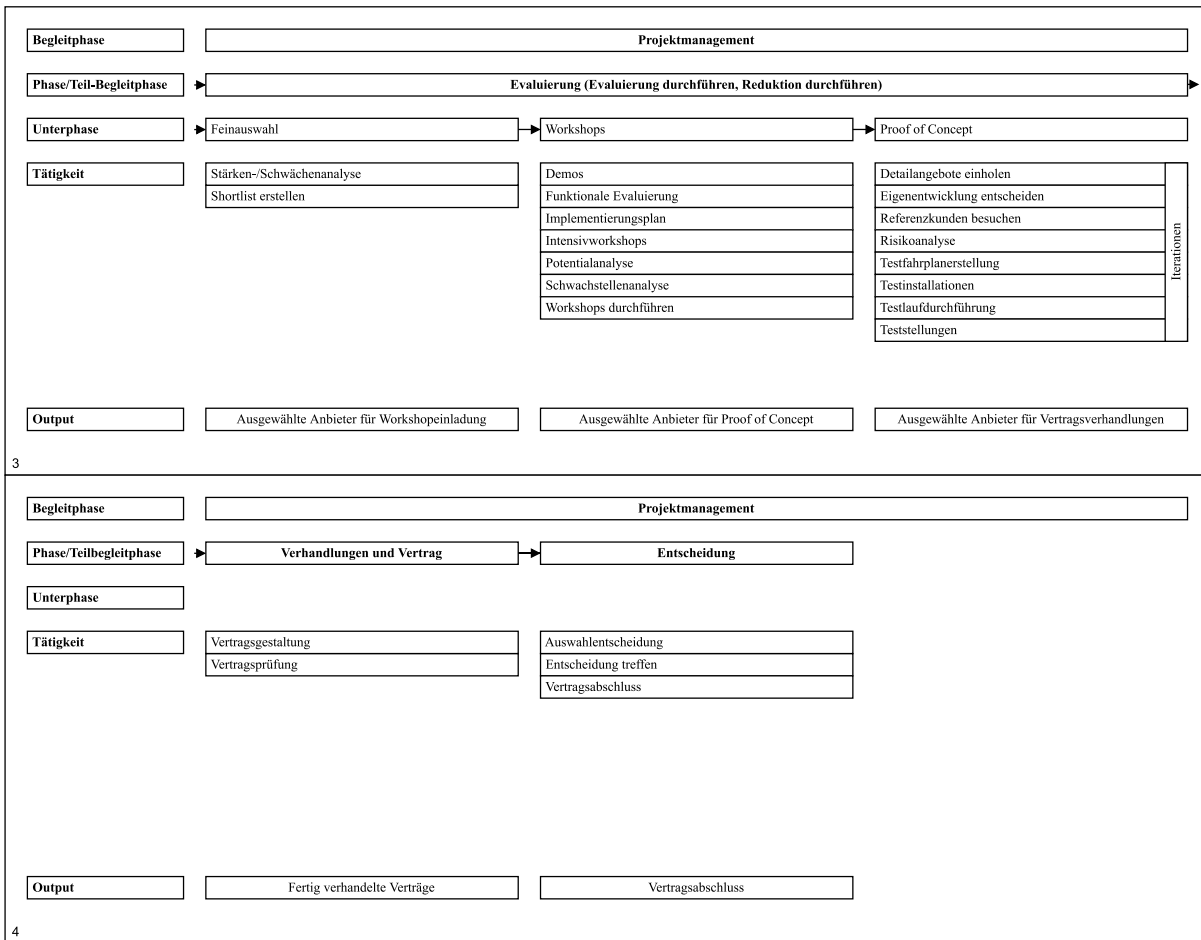 Begleitphase
Projektmanagement
Phase/Teil-Begleitphase
Evaluierung (Evaluierung durchführen, Reduktion durchführen)
Unterphase
Feinauswahl
Workshops
Proof of Concept
Tätigkeit
Stärken-/Schwächenanalyse
Shortlist erstellen
Demos
Funktionale Evaluierung
Implementierungsplan
Intensivworkshops
Potentialanalyse
Schwachstellenanalyse
Workshops durchführen
Detailangebote einholen
Eigenentwicklung entscheiden
Referenzkunden besuchen
Risikoanalyse
Testfahrplanerstellung
Testinstallationen
Testlaufdurchführung
Teststellungen
Iterationen
Output
Ausgewählte Anbieter für Workshopeinladung
Ausgewählte Anbieter für Proof of Concept
Ausgewählte Anbieter für Vertragsverhandlungen
3
Begleitphase
Projektmanagement
Phase/Teilbegleitphase
Verhandlungen und Vertrag
Entscheidung
Unterphase
Tätigkeit
Vertragsgestaltung
Vertragsprüfung
Auswahlentscheidung
Entscheidung treffen
Vertragsabschluss
Output
Fertig verhandelte Verträge
Vertragsabschluss
4